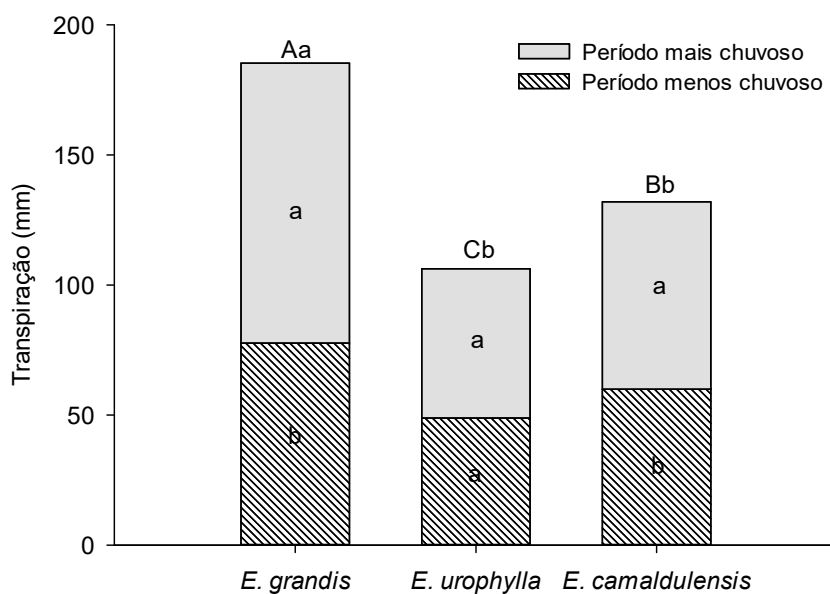 200
150
100
50
0
Transpiração (mm)
Aa
Cb
Bb
a
b
a
a
a
b
Período mais chuvoso
Período menos chuvoso
E. grandis
E. urophylla
E. camaldulensis